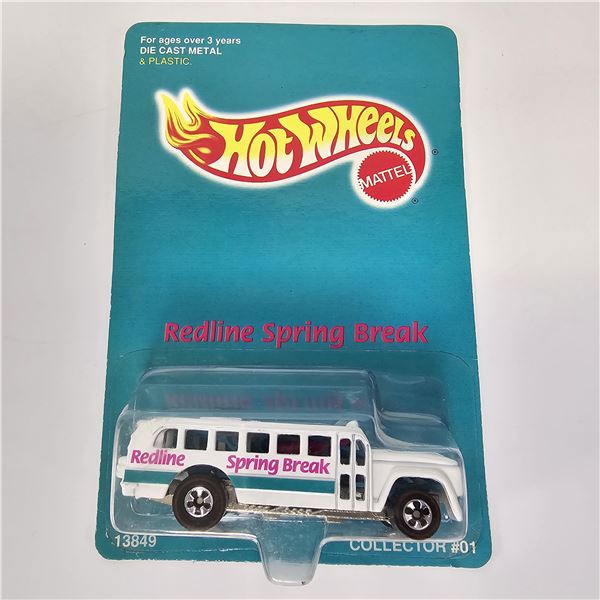 For ages over 3 years
DIE CAST METAL
& PLASTIC.
HOT WHEELS
®
MATTEL
®
Redline Spring Break
Redline Spring Break
13849
COLLECTOR #01